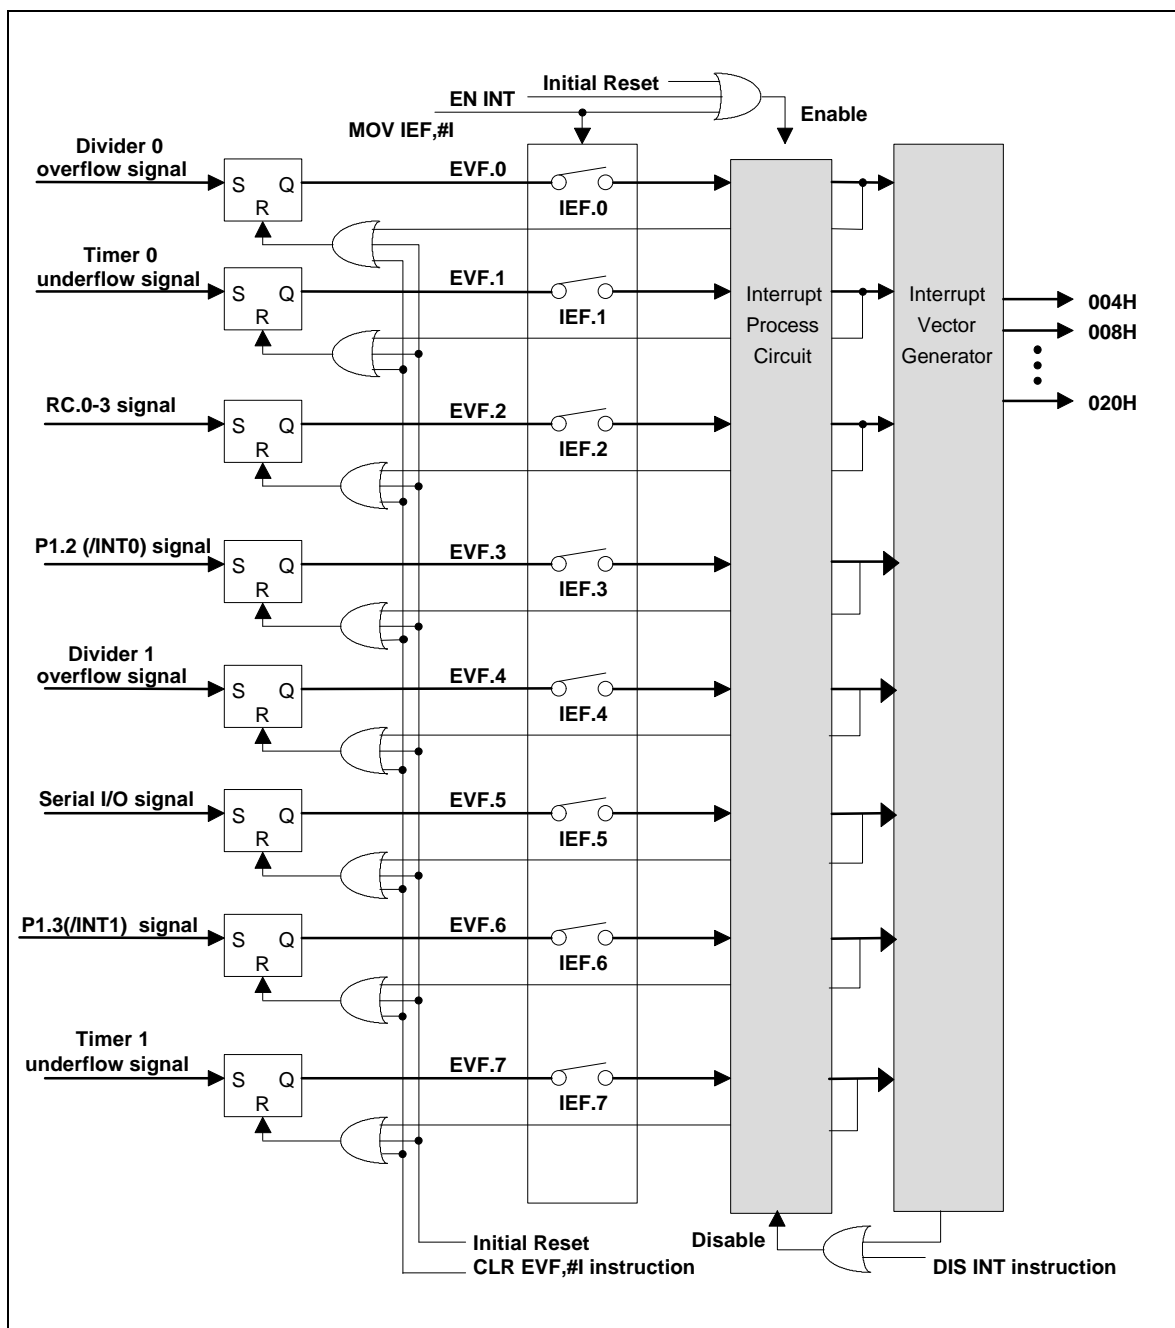 Initial Reset
EN INT
Enable
MOV IEF,#I
Divider 0
overflow signal
S Q
R
EVF.0
IEF.0
Timer 0
underflow signal
S Q
R
EVF.1
IEF.1
Interrupt
Process
Circuit
Interrupt
Vector
Generator
004H
008H
020H
RC.0-3 signal
S Q
R
EVF.2
IEF.2
P1.2 (/INT0) signal
S Q
R
EVF.3
IEF.3
Divider 1
overflow signal
S Q
R
EVF.4
IEF.4
Serial I/O signal
S Q
R
EVF.5
IEF.5
P1.3(/INT1) signal
S Q
R
EVF.6
IEF.6
Timer 1
underflow signal
S Q
R
EVF.7
IEF.7
Initial Reset
CLR EVF,#I instruction
Disable
DIS INT instruction